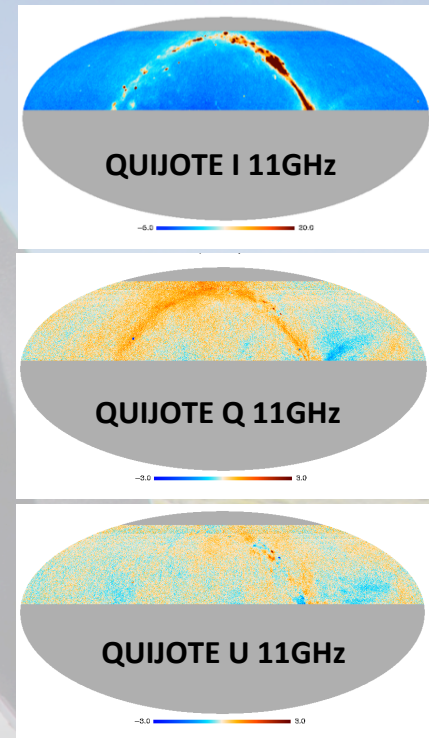 QUIJOTE I 11GHz
-5.0 20.0
QUIJOTE Q 11GHz
-3.0 3.0
QUIJOTE U 11GHz
-3.0 3.0